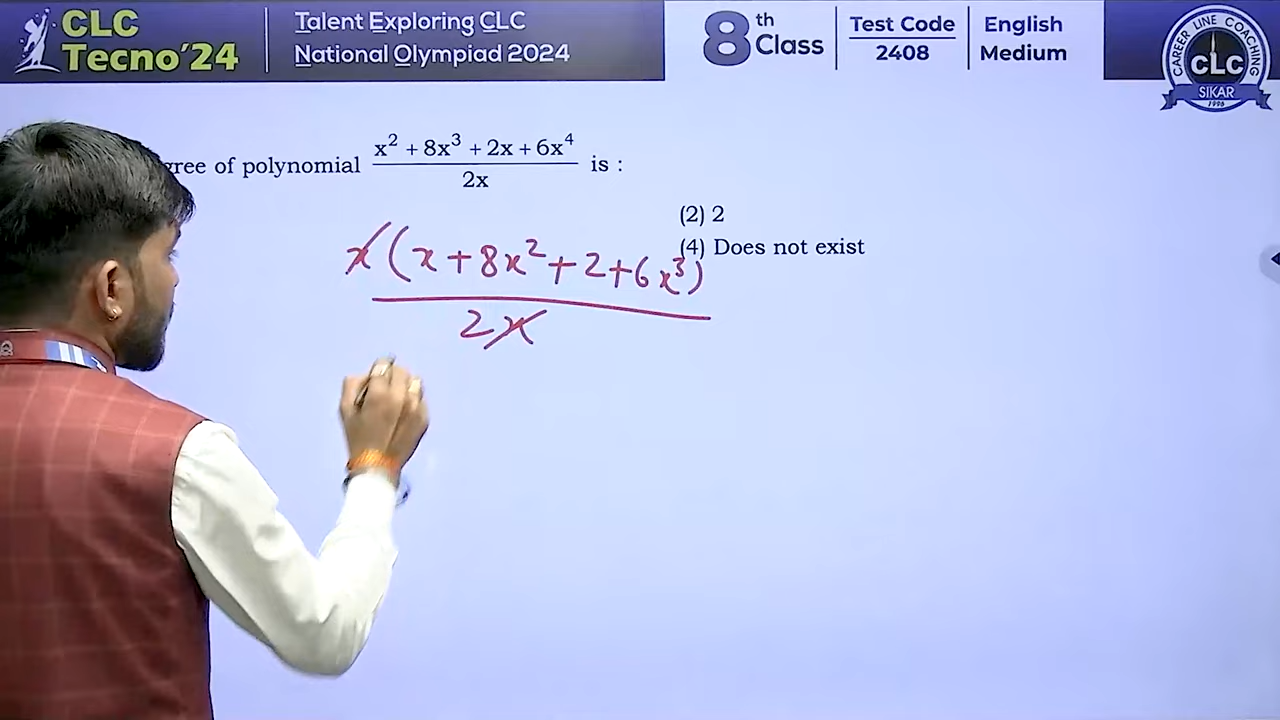 CLC
Tecno'24
Talent Exploring CLC
National Olympiad 2024
8th Class
Test Code
2408
English
Medium
CAREER LINE COACHING
CLC
SIKAR
1996
of polynomial (x² + 8x³ + 2x + 6x⁴)/2x is :
(2) 2
(4) Does not exist
x(x + 8x² + 2 + 6x³)
2x